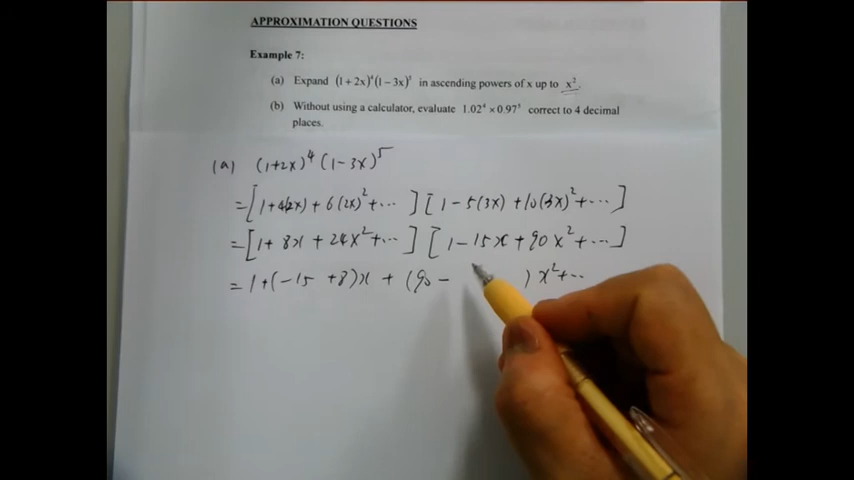 APPROXIMATION QUESTIONS
Example 7:
(a) Expand (1 + 2x)⁴(1 − 3x)⁵ in ascending powers of x up to x².
(b) Without using a calculator, evaluate 1.02⁴ × 0.97⁵ correct to 4 decimal
places.
(a) (1+2x)⁴ (1-3x)⁵
= [1+4(2x) + 6(2x)² + ... ] [1 - 5(3x) + 10(3x)² + ... ]
= [1+ 8x + 24x² + ... ] [1 - 15x + 90x² + ... ]
= 1+(-15 +8)x + (90 - ) x² + ...